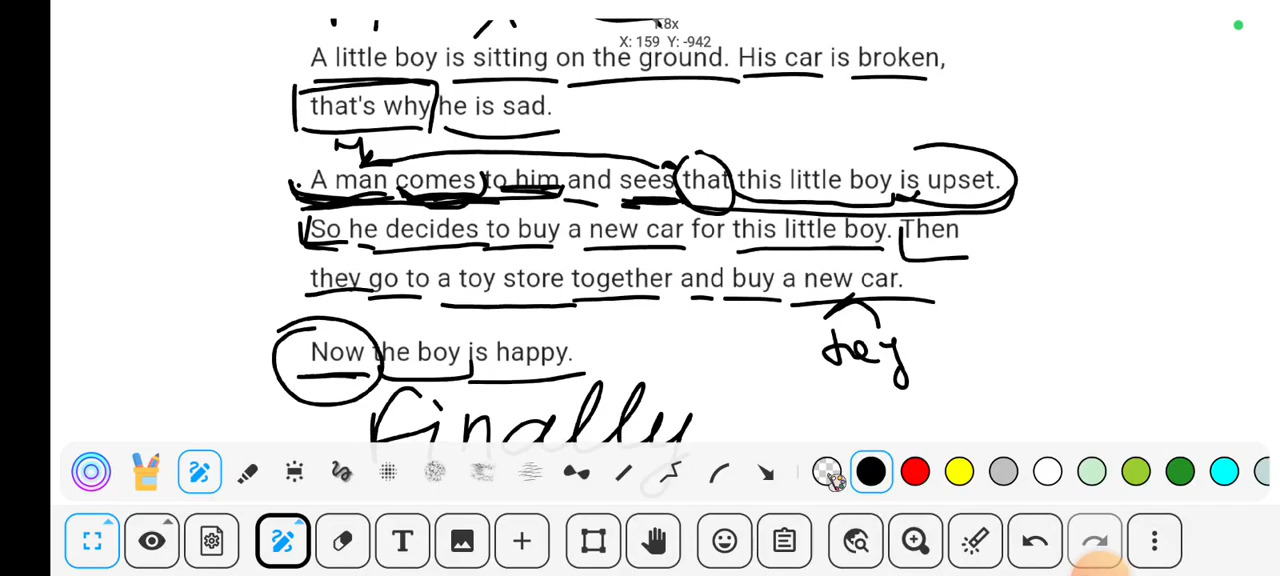 1.8x
X: 159 Y: -942
A little boy is sitting on the ground. His car is broken,
that's why he is sad.
A man comes to him and sees that this little boy is upset.
So he decides to buy a new car for this little boy. Then
they go to a toy store together and buy a new car.
Now the boy is happy.
Finally
T